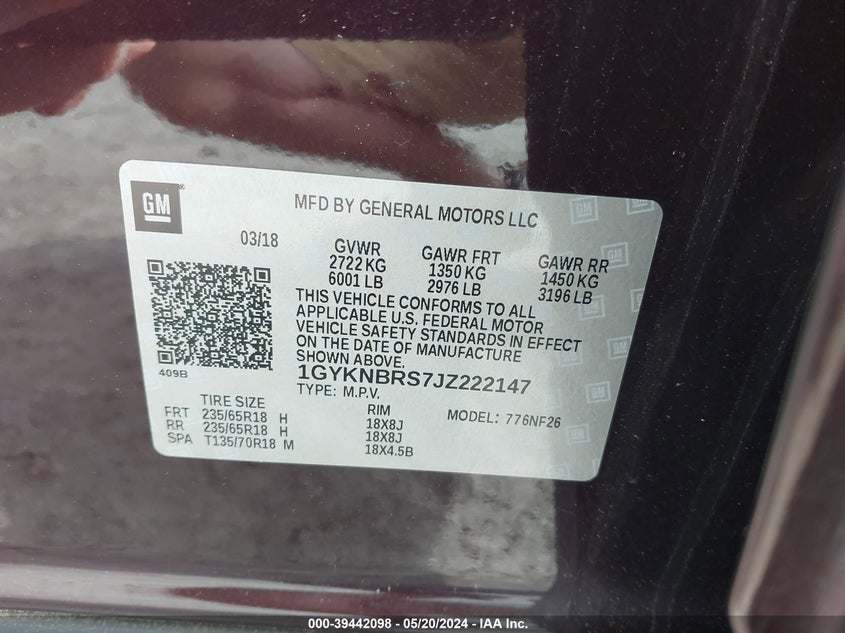 GM
MFD BY GENERAL MOTORS LLC
03/18
GVWR
2722 KG
6001 LB
GAWR FRT
1350 KG
2976 LB
GAWR RR
1450 KG
3196 LB
THIS VEHICLE CONFORMS TO ALL
APPLICABLE U.S. FEDERAL MOTOR
VEHICLE SAFETY STANDARDS IN EFFECT
ON THE DATE OF MANUFACTURE
SHOWN ABOVE.
409B
1GYKNBRS7JZ222147
TYPE: M.P.V.
MODEL: 776NF26
TIRE SIZE RIM
FRT 235/65R18 H 18X8J
RR 235/65R18 H 18X8J
SPA T135/70R18 M 18X4.5B
000-39442098 - 05/20/2024 - IAA Inc.